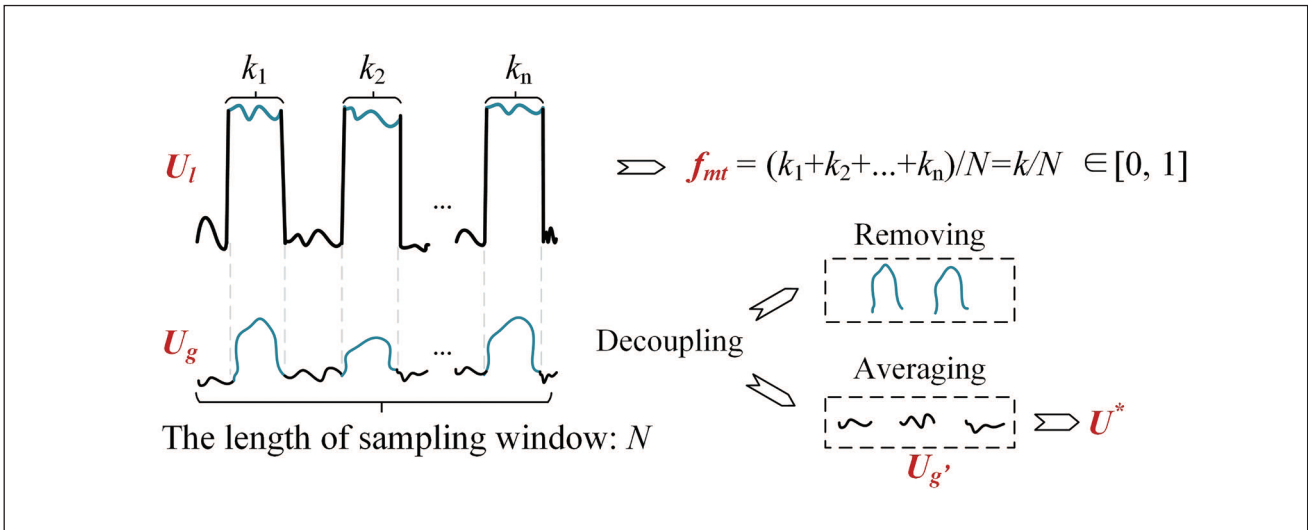 k1 k2 kn
Ul
...
fmt = (k1+k2+...+kn)/N=k/N ∈[0, 1]
Removing
Ug
...
Decoupling
Averaging
The length of sampling window: N
U*
Ug’